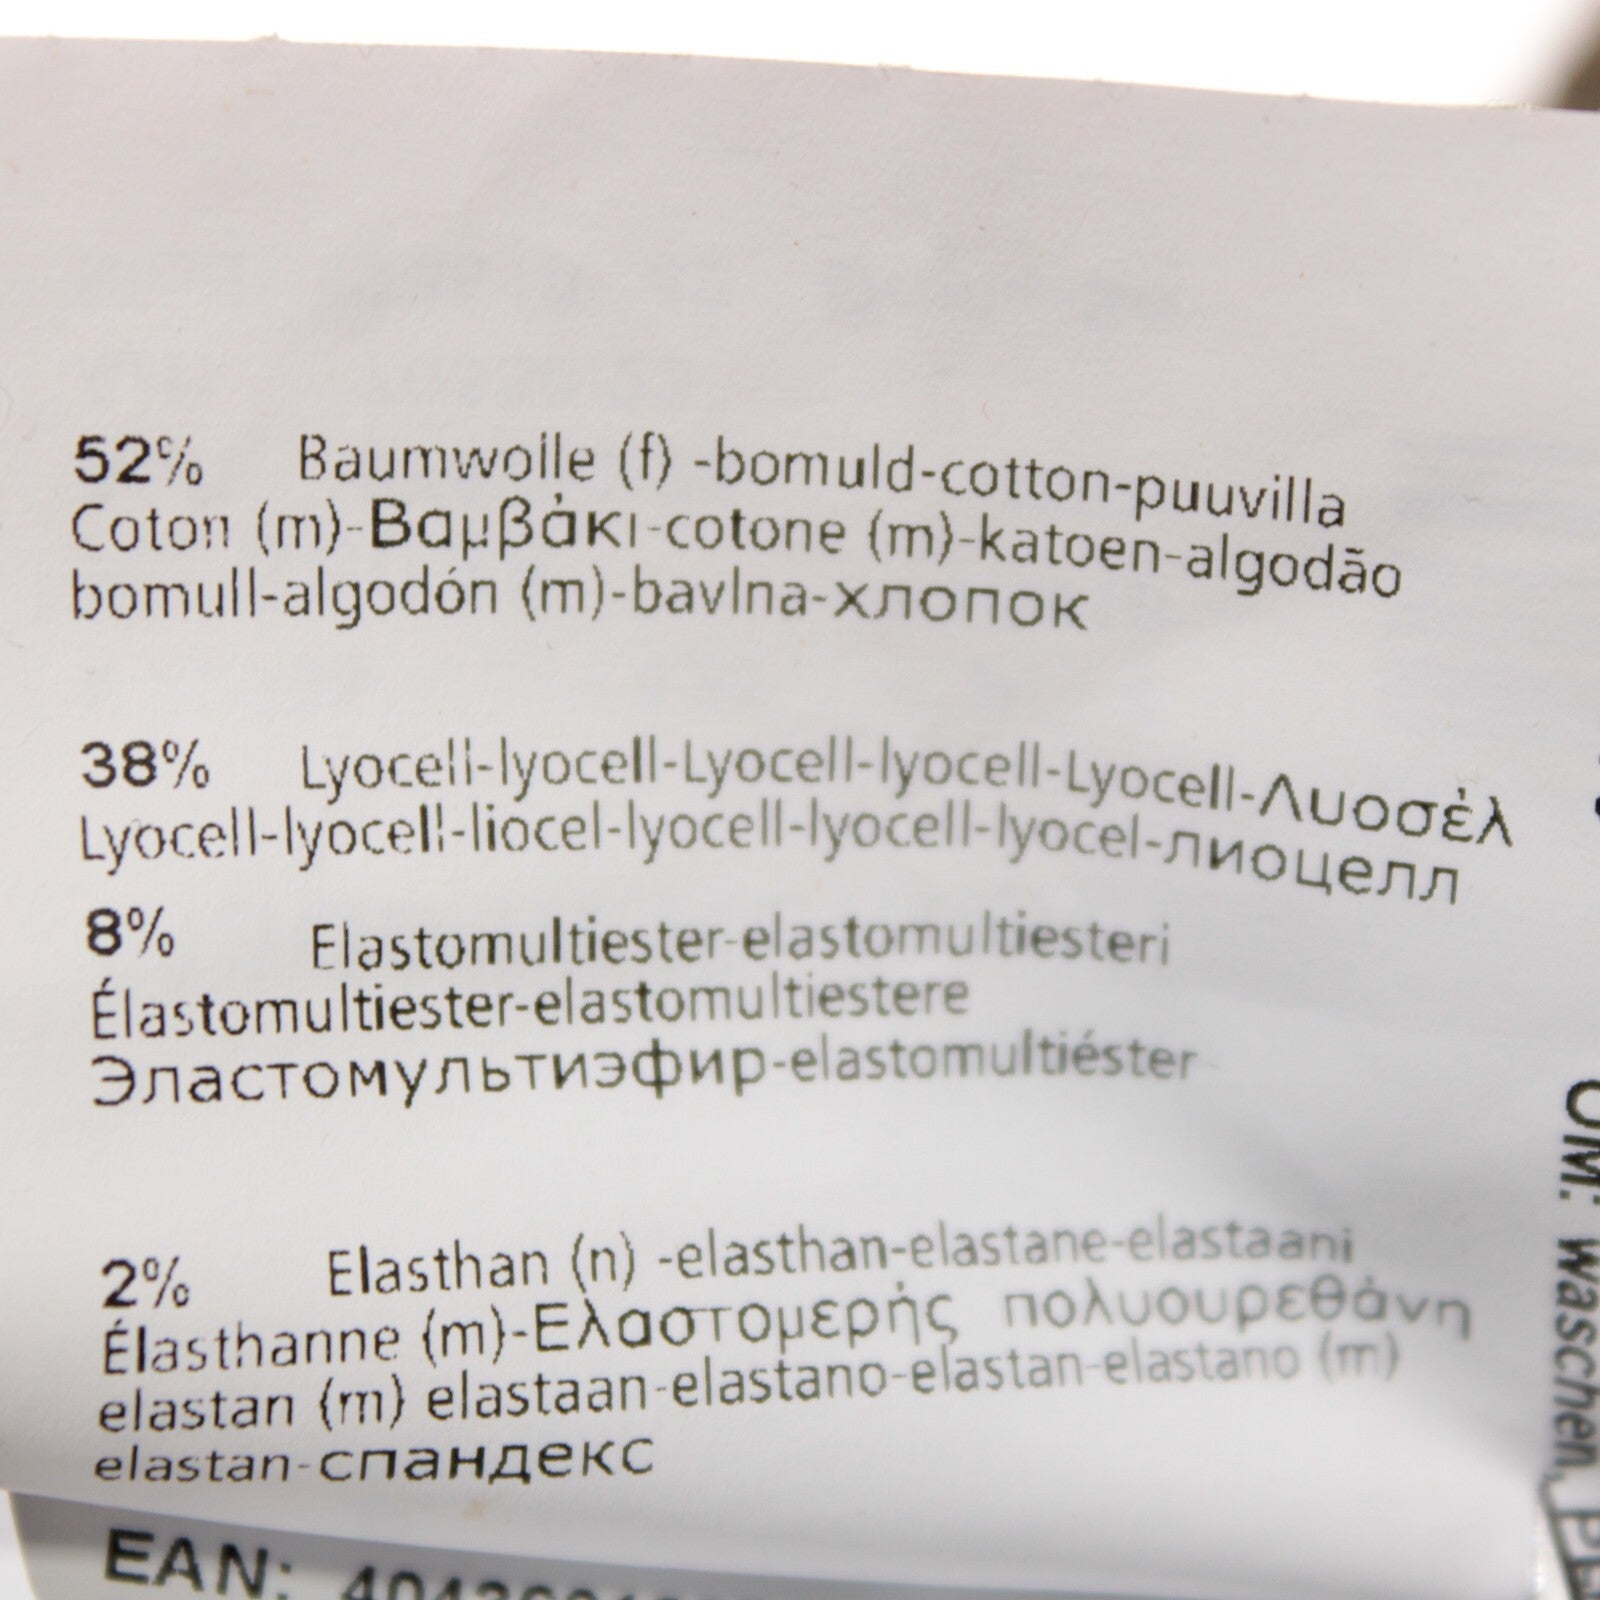 52% Baumwolle (f) -bomuld-cotton-puuvilla
Coton (m)-Βαμβάκι-cotone (m)-katoen-algodão
bomull-algodón (m)-bavlna-хлопок
38% Lyocell-lyocell-Lyocell-lyocell-Lyocell-Λυοσέλ
Lyocell-lyocell-liocel-lyocell-lyocell-lyocel-лиоцелл
8% Elastomultiester-elastomultiesteri
Élastomultiester-elastomultiestere
Эластомультиэфир-elastomultiéster
2% Elasthan (n) -elasthan-elastane-elastaani
Élasthanne (m)-Ελαστομερής πολυουρεθάνη
elastan (m) elastaan-elastano-elastan-elastano (m)
elastan-спандекс
EAN:
waschen,